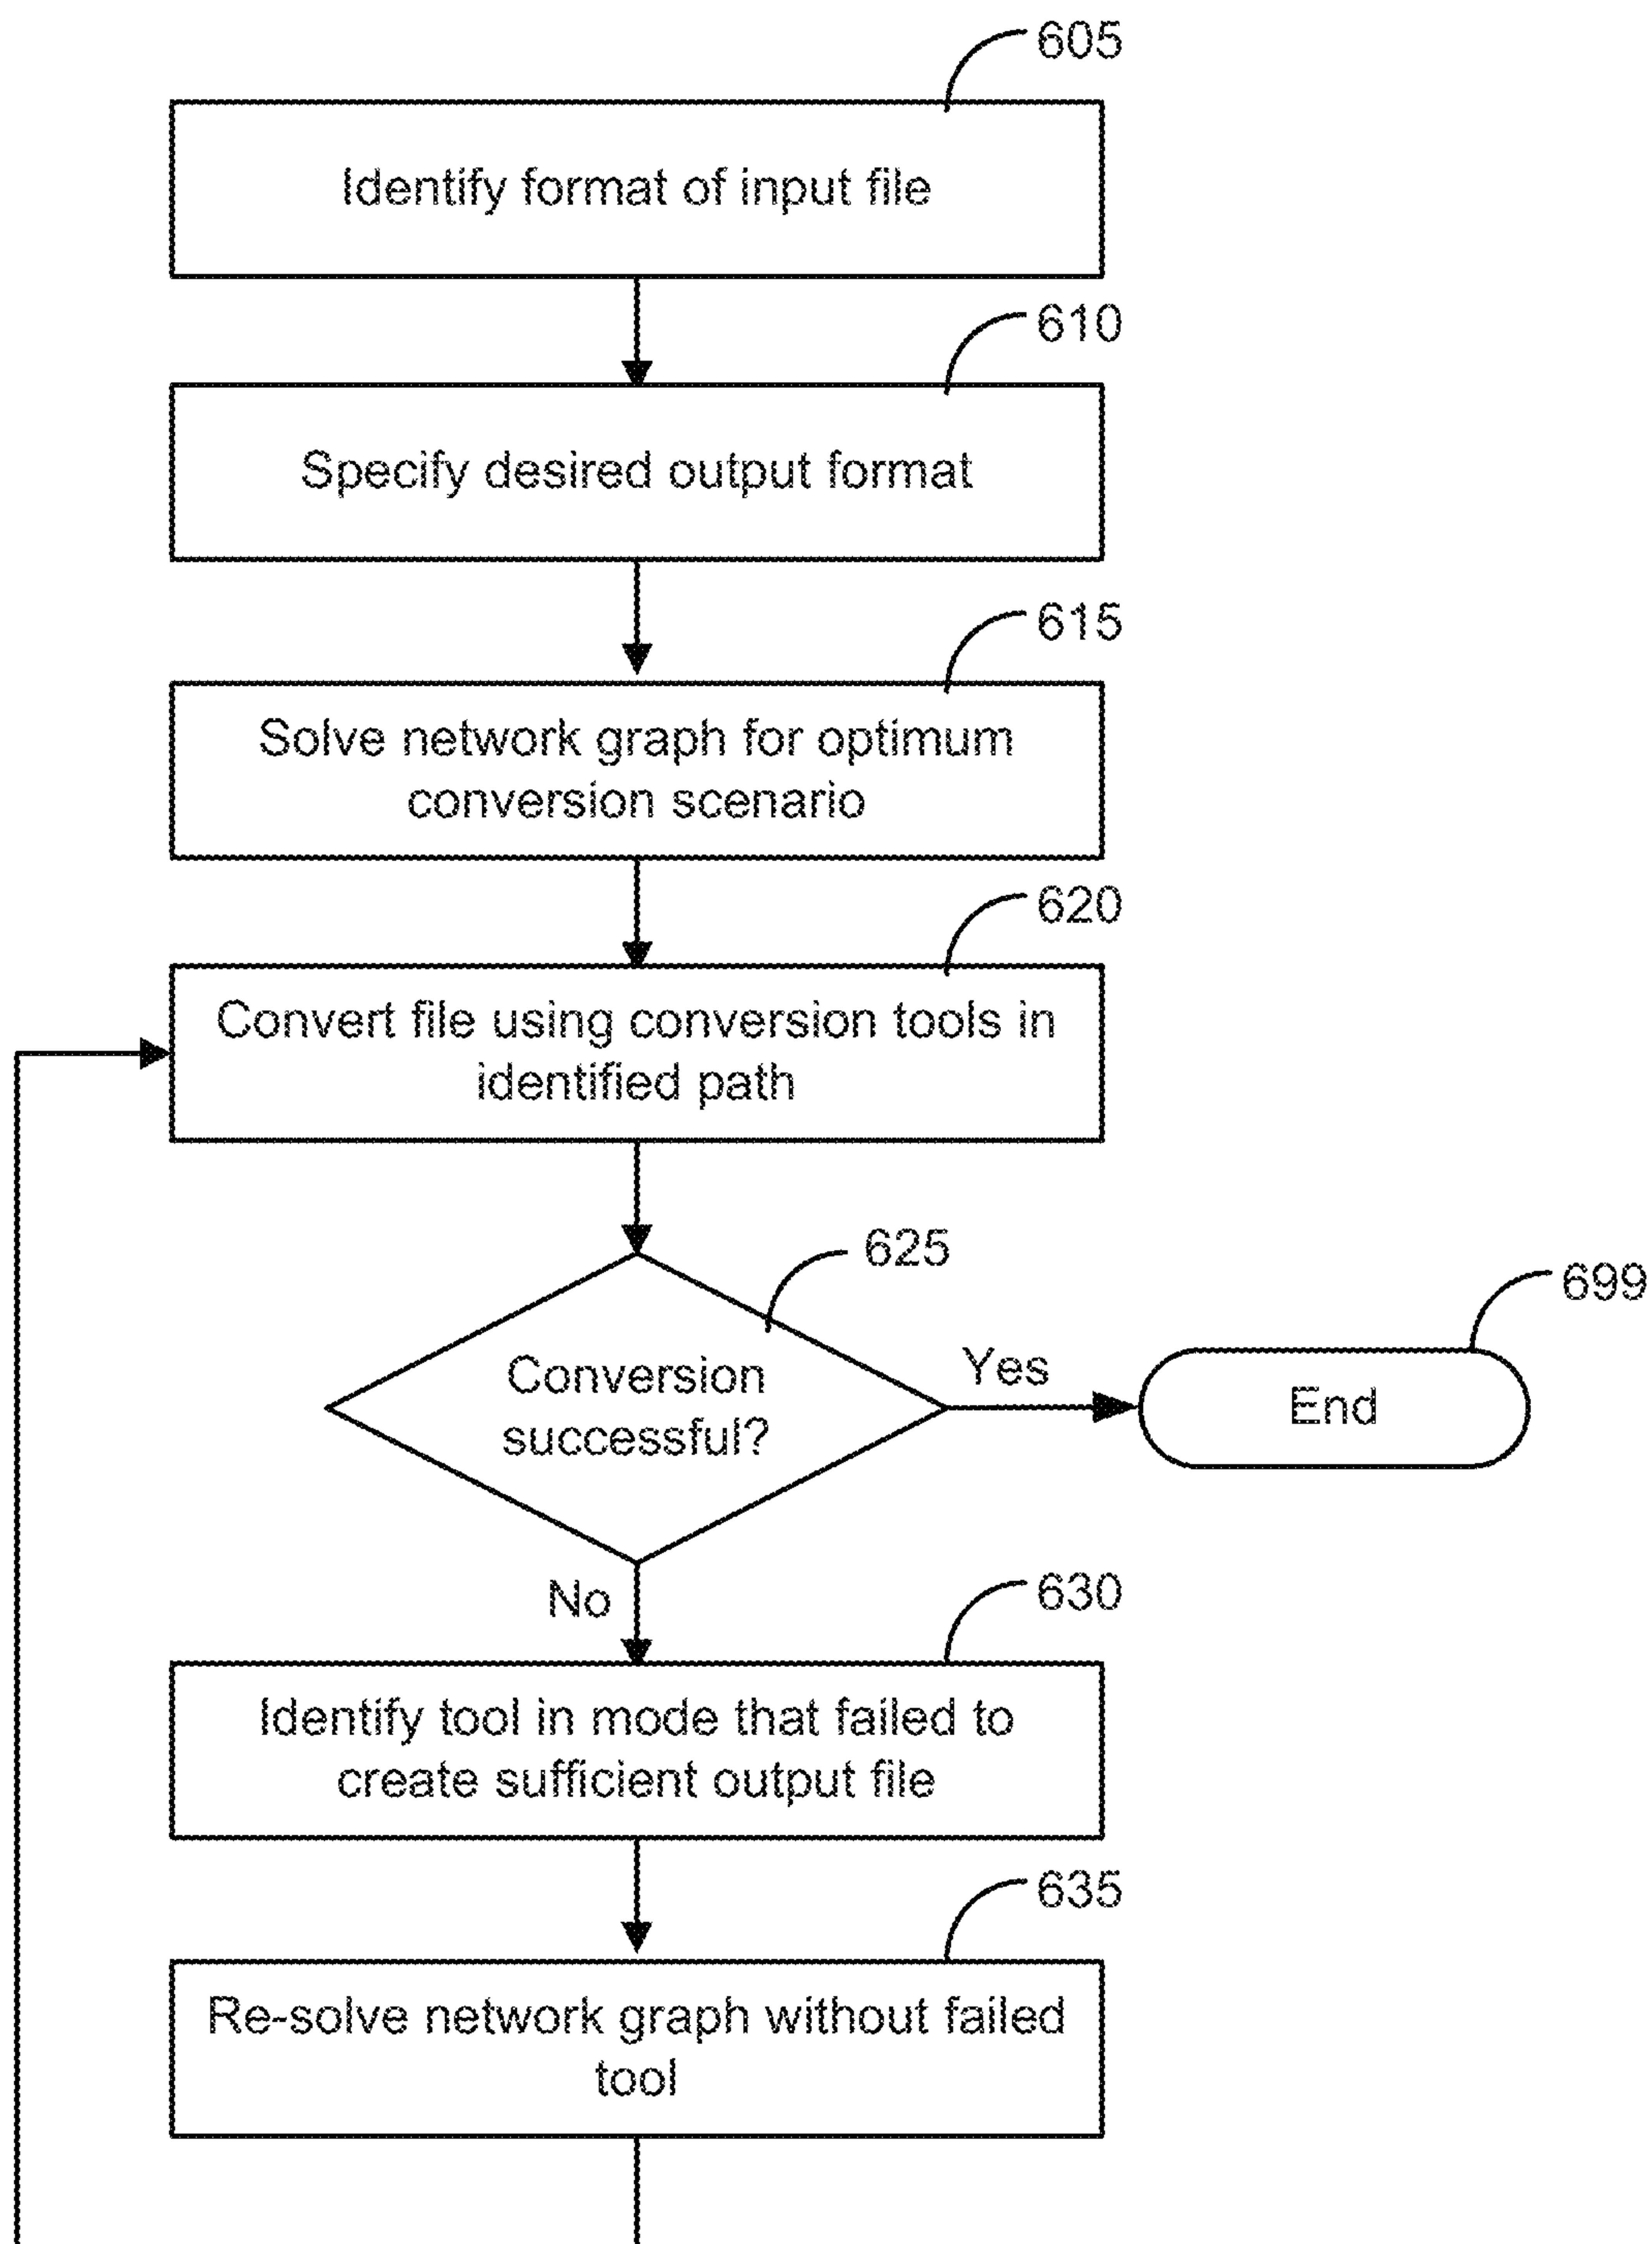 605
Identify format of input file
610
Specify desired output format
615
Solve network graph for optimum
conversion scenario
620
Convert file using conversion tools in
identified path
625
Conversion
successful?
Yes
699
End
No
630
Identify tool in mode that failed to
create sufficient output file
635
Re-solve network graph without failed
tool